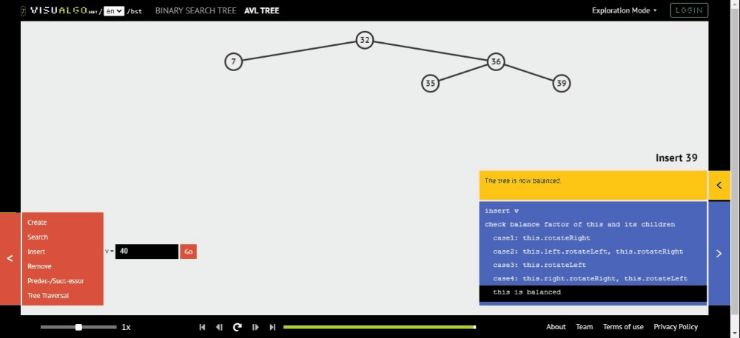 VISUALGO.NET/ en /bst BINARY SEARCH TREE AVL TREE Exploration Mode LOGIN
32
7 36
35 39
Insert 39
The tree is now balanced.
insert v
check balance factor of this and its children
case1: this.rotateRight
case2: this.left.rotateLeft, this.rotateRight
case3: this.rotateLeft
case4: this.right.rotateRight, this.rotateLeft
this is balanced
Create
Search
Insert v = 40 Go
Remove
Predec-/Succ-essor
Tree Traversal
1x About Team Terms of use Privacy Policy